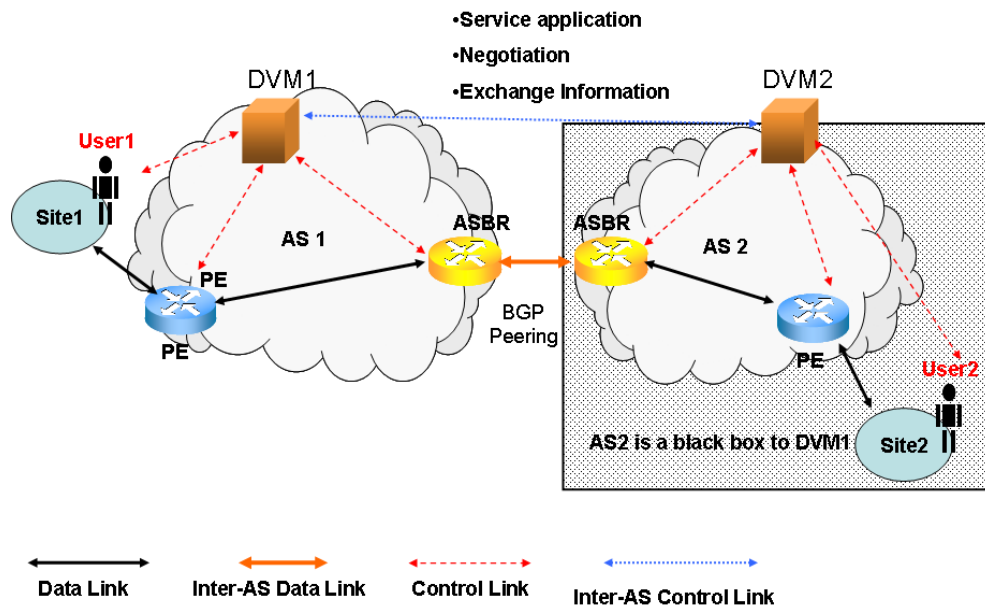 •Service application
•Negotiation
•Exchange Information
DVM1
DVM2
User1
Site1
AS 1
ASBR
ASBR
AS 2
PE
PE
BGP
Peering
PE
User2
AS2 is a black box to DVM1
Site2
Data Link
Inter-AS Data Link
Control Link
Inter-AS Control Link